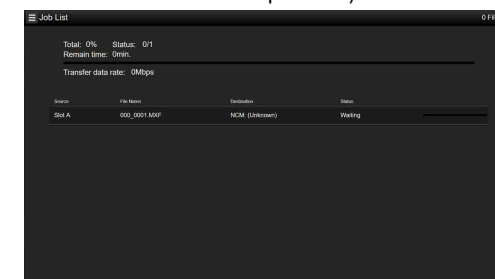 Job List 0 Fil
Total: 0% Status: 0/1
Remain time: 0min.
Transfer data rate: 0Mbps
Source File Name Destination Status
Slot A 000_0001.MXF NCM: (Unknown) Waiting